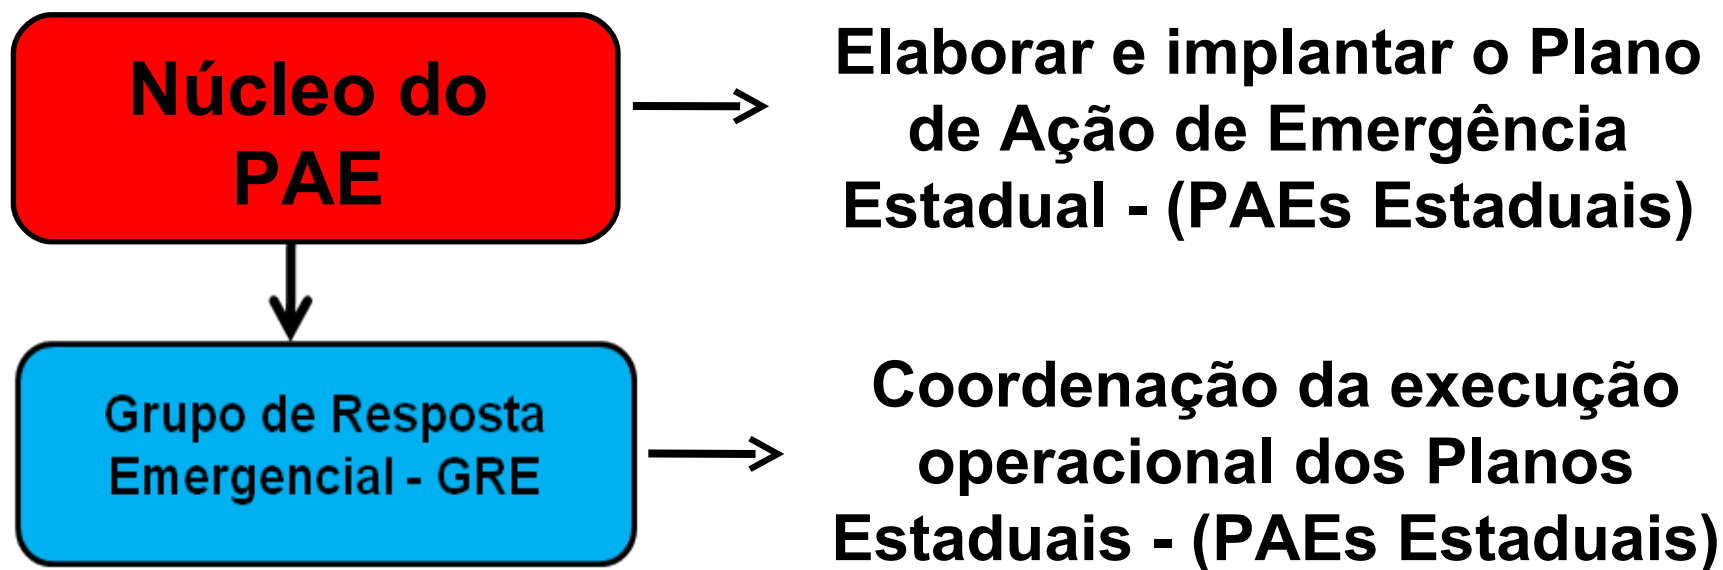 Núcleo do
PAE
Elaborar e implantar o Plano
de Ação de Emergência
Estadual - (PAEs Estaduais)
Grupo de Resposta
Emergencial - GRE
Coordenação da execução
operacional dos Planos
Estaduais - (PAEs Estaduais)